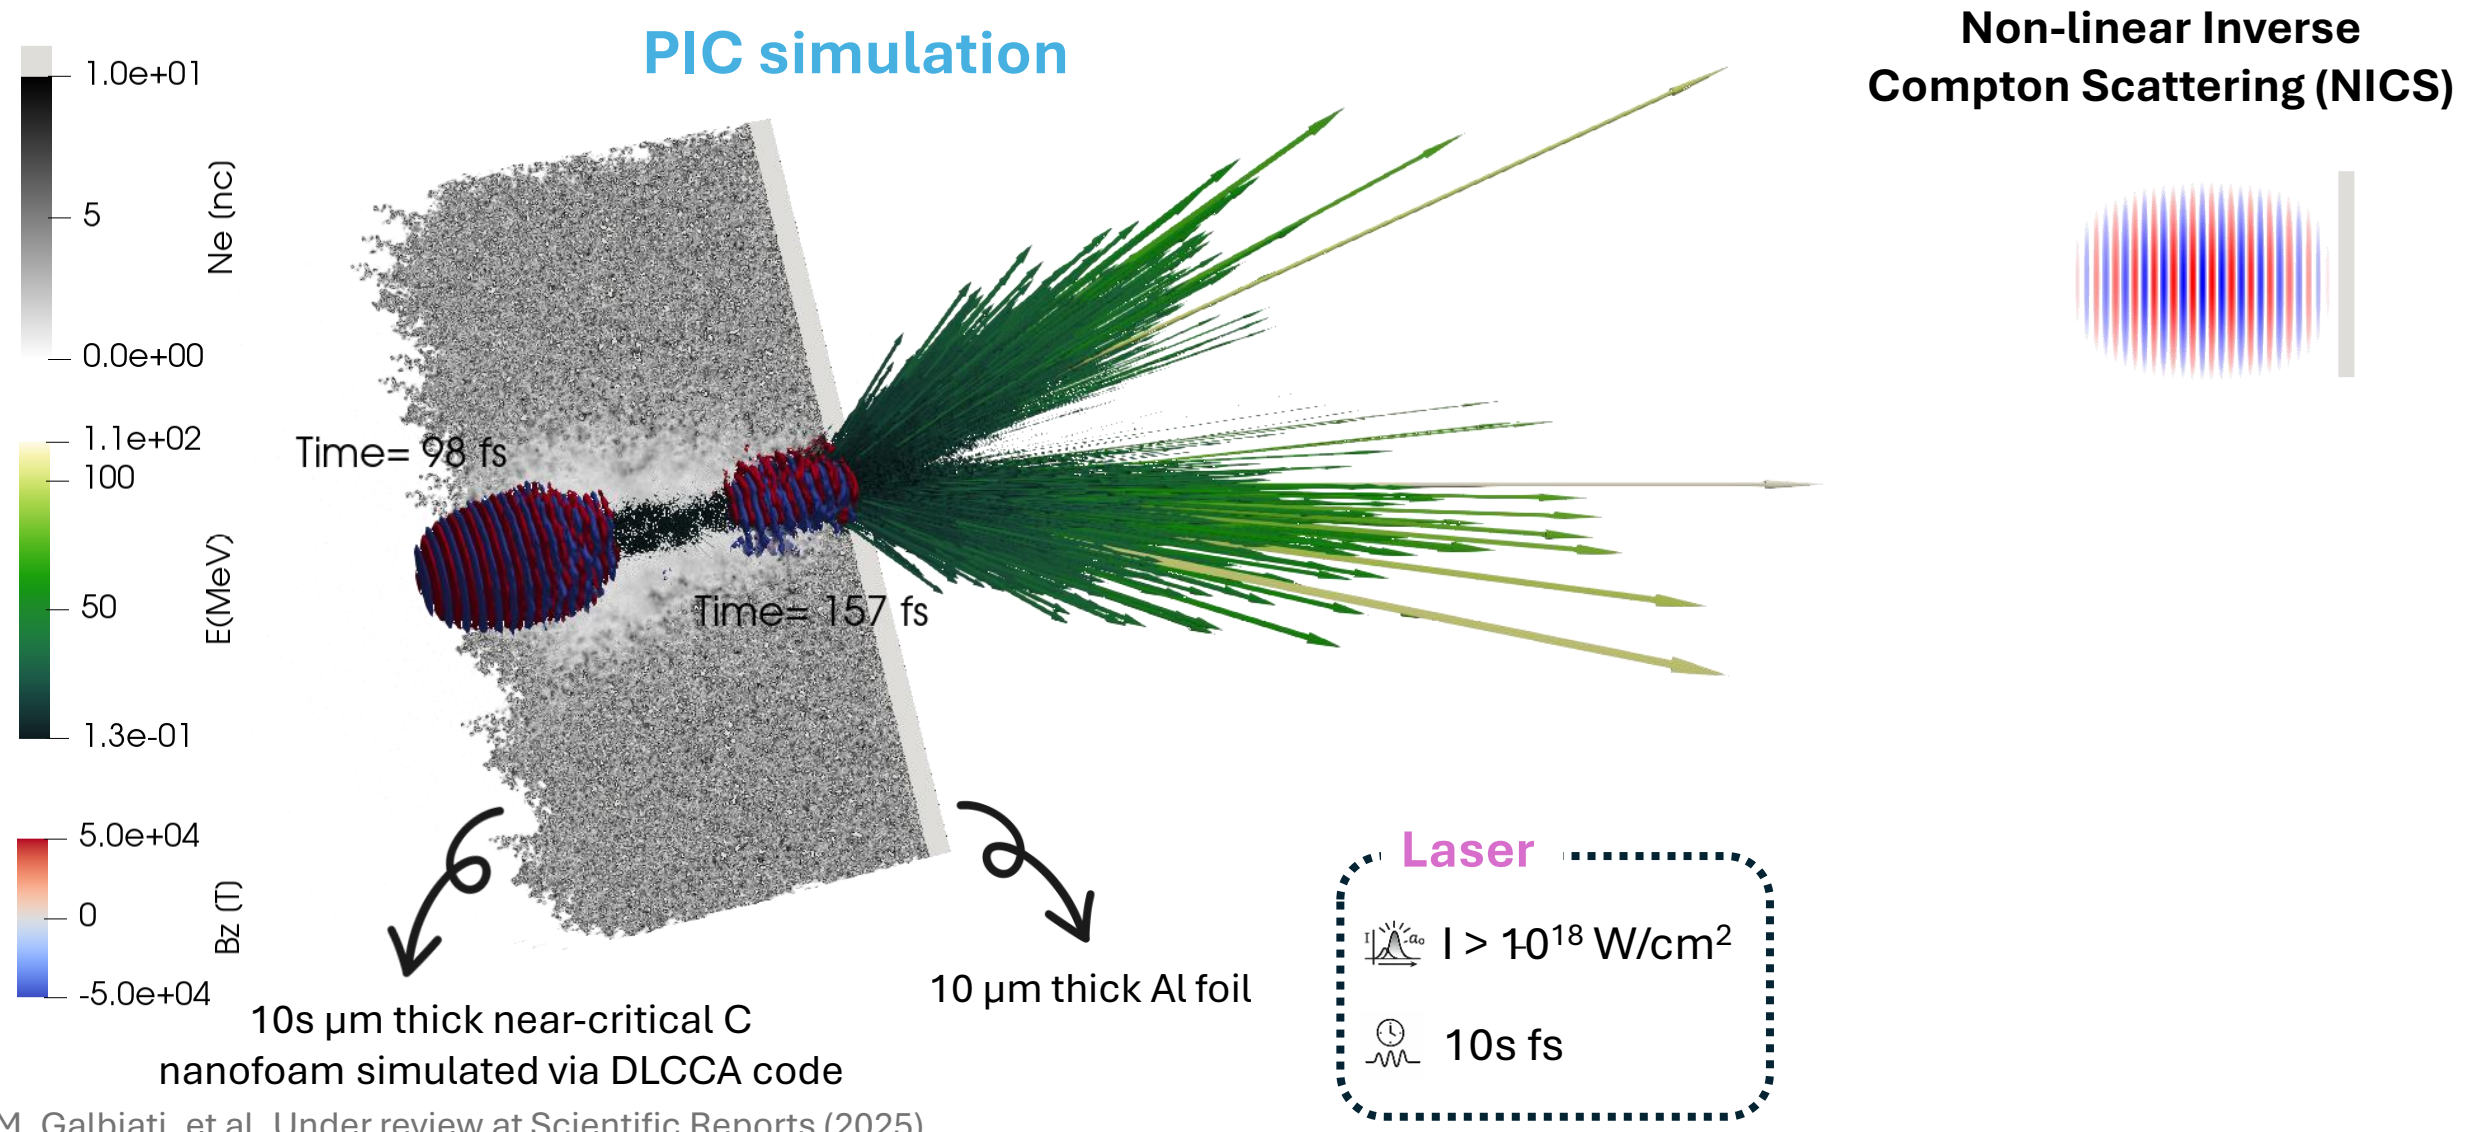 PIC simulation
Non-linear Inverse
Compton Scattering (NICS)
1.0e+01
5
0.0e+00
Ne (nc)
1.1e+02
100
50
1.3e-01
E(MeV)
5.0e+04
0
-5.0e+04
Bz (T)
Time= 98 fs
Time= 157 fs
10s µm thick near-critical C
nanofoam simulated via DLCCA code
10 µm thick Al foil
Laser
I a₀
I > 10¹⁸ W/cm²
10s fs
M. Galbiati, et al. Under review at Scientific Reports (2025)